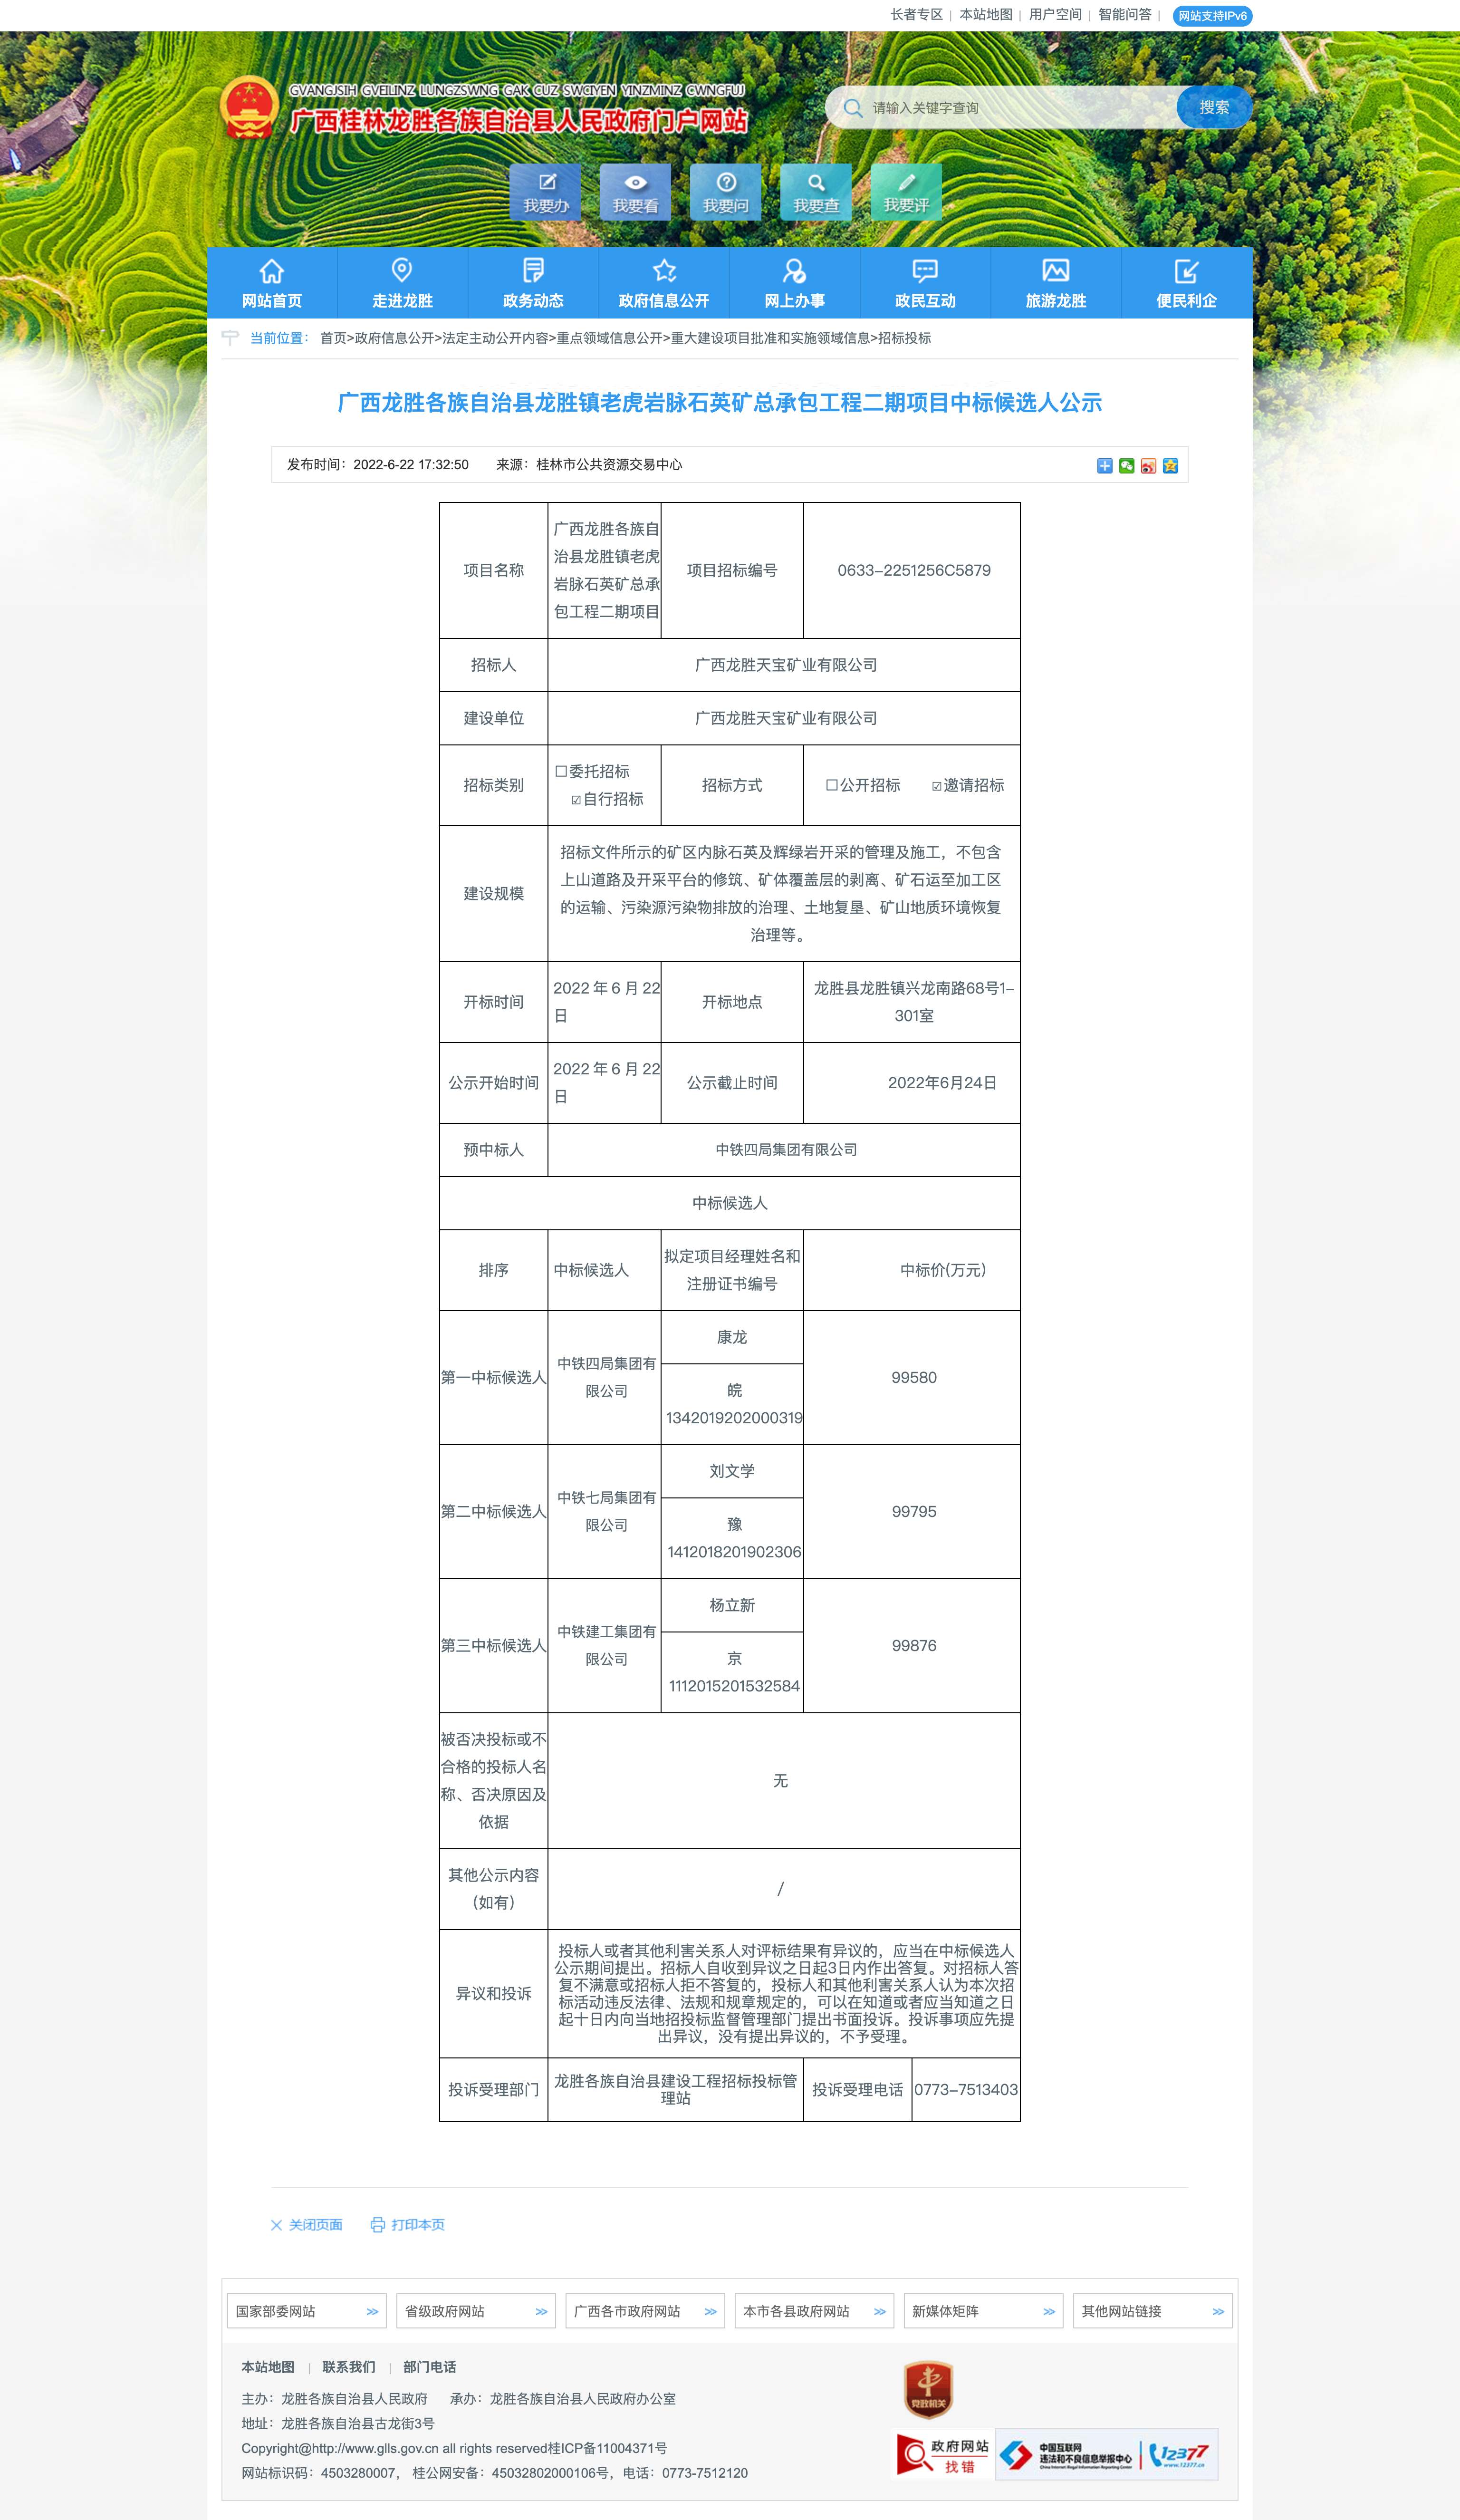 长者专区 | 本站地图 | 用户空间 | 智能问答 | 网站支持IPv6
GVANGJSIH GVEILINZ LUNGZSWNG GAK CUZ SWCIYEN YINZMINZ CWNGFUJ
广西桂林龙胜各族自治县人民政府门户网站
请输入关键字查询 搜索
我要办 我要看 我要问 我要查 我要评
网站首页 走进龙胜 政务动态 政府信息公开 网上办事 政民互动 旅游龙胜 便民利企
当前位置： 首页>政府信息公开>法定主动公开内容>重点领域信息公开>重大建设项目批准和实施领域信息>招标投标
广西龙胜各族自治县龙胜镇老虎岩脉石英矿总承包工程二期项目中标候选人公示
发布时间：2022-6-22 17:32:50 来源：桂林市公共资源交易中心
项目名称
广西龙胜各族自
治县龙胜镇老虎
岩脉石英矿总承
包工程二期项目
项目招标编号
0633-2251256C5879
招标人
广西龙胜天宝矿业有限公司
建设单位
广西龙胜天宝矿业有限公司
招标类别
☐委托招标
☑自行招标
招标方式
☐公开招标 ☑邀请招标
建设规模
招标文件所示的矿区内脉石英及辉绿岩开采的管理及施工，不包含
上山道路及开采平台的修筑、矿体覆盖层的剥离、矿石运至加工区
的运输、污染源污染物排放的治理、土地复垦、矿山地质环境恢复
治理等。
开标时间
2022 年 6 月 22
日
开标地点
龙胜县龙胜镇兴龙南路68号1-
301室
公示开始时间
2022 年 6 月 22
日
公示截止时间
2022年6月24日
预中标人
中铁四局集团有限公司
中标候选人
排序
中标候选人
拟定项目经理姓名和
注册证书编号
中标价(万元)
第一中标候选人
中铁四局集团有
限公司
康龙
皖
1342019202000319
99580
第二中标候选人
中铁七局集团有
限公司
刘文学
豫
1412018201902306
99795
第三中标候选人
中铁建工集团有
限公司
杨立新
京
1112015201532584
99876
被否决投标或不
合格的投标人名
称、否决原因及
依据
无
其他公示内容
（如有）
/
异议和投诉
投标人或者其他利害关系人对评标结果有异议的，应当在中标候选人
公示期间提出。招标人自收到异议之日起3日内作出答复。对招标人答
复不满意或招标人拒不答复的，投标人和其他利害关系人认为本次招
标活动违反法律、法规和规章规定的，可以在知道或者应当知道之日
起十日内向当地招投标监督管理部门提出书面投诉。投诉事项应先提
出异议，没有提出异议的，不予受理。
投诉受理部门
龙胜各族自治县建设工程招标投标管
理站
投诉受理电话
0773-7513403
关闭页面 打印本页
国家部委网站 >> 省级政府网站 >> 广西各市政府网站 >> 本市各县政府网站 >> 新媒体矩阵 >> 其他网站链接 >>
本站地图 | 联系我们 | 部门电话
主办：龙胜各族自治县人民政府 承办：龙胜各族自治县人民政府办公室
地址：龙胜各族自治县古龙街3号
Copyright@http://www.glls.gov.cn all rights reserved桂ICP备11004371号
网站标识码：4503280007， 桂公网安备：45032802000106号，电话：0773-7512120
党政机关
政府网站
找错
中国互联网
违法和不良信息举报中心
China Internet Illegal Information Reporting Center
12377
www.12377.cn